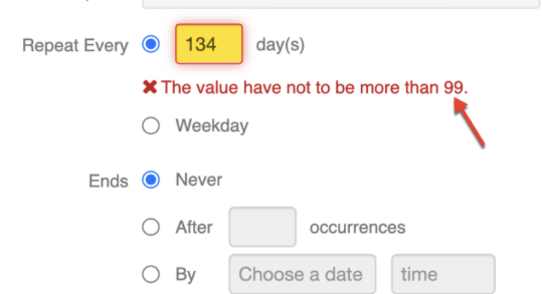 Repeat Every 134 day(s)
✖ The value have not to be more than 99.
Weekday
Ends Never
After occurrences
By Choose a date time